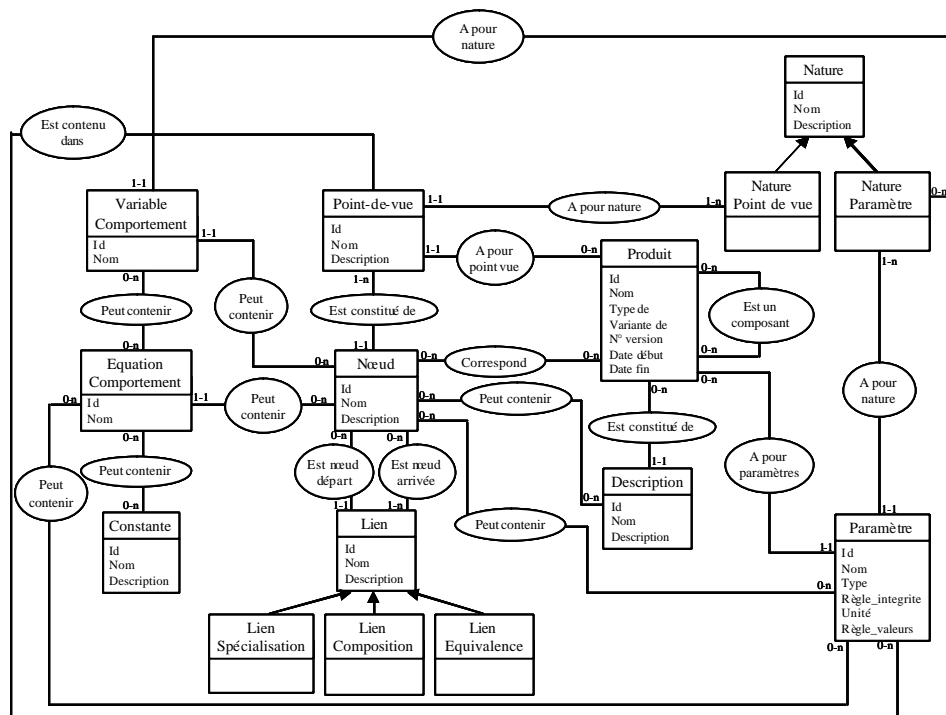 A pour
nature
Nature
Id
Nom
Description
Est contenu
dans
1-1
Variable
Comportement
Id
Nom
1-1
0-n
Point-de-vue
Id
Nom
Description
1-1
1-1
1-n
A pour nature
1-n
Nature
Point de vue
Nature
Paramètre
0-n
1-n
A pour
point vue
0-n
Produit
Id
Nom
Type de
Variante de
N° version
Date début
Date fin
0-n
Est un
composant
0-n
0-n
0-n
0-n
Peut contenir
0-n
Peut
contenir
0-n
Est constitué de
1-1
Equation
Comportement
Id
Nom
0-n
1-1
0-n
Peut
contenir
0-n
Nœud
Id
Nom
Description
0-n
0-n
0-n
0-n
0-n
Correspond
Peut contenir
0-n
Est constitué de
1-1
A pour
nature
A pour
paramètres
Peut
contenir
Peut contenir
0-n
Constante
Id
Nom
Description
Est nœud
départ
Est nœud
arrivée
1-1
1-n
Lien
Id
Nom
Description
Peut contenir
Description
Id
Nom
Description
1-1
1-1
0-n
Paramètre
Id
Nom
Type
Règle_integrite
Unité
Règle_valeurs
0-n
0-n
Lien
Spécialisation
Lien
Composition
Lien
Equivalence